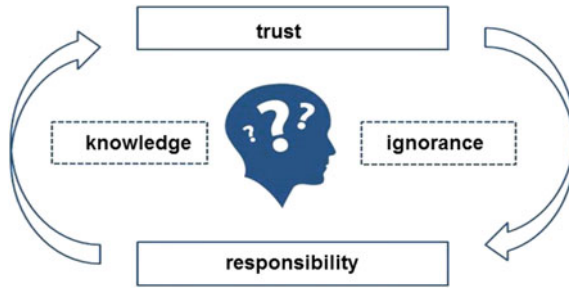 trust
knowledge
ignorance
responsibility
? ? ?